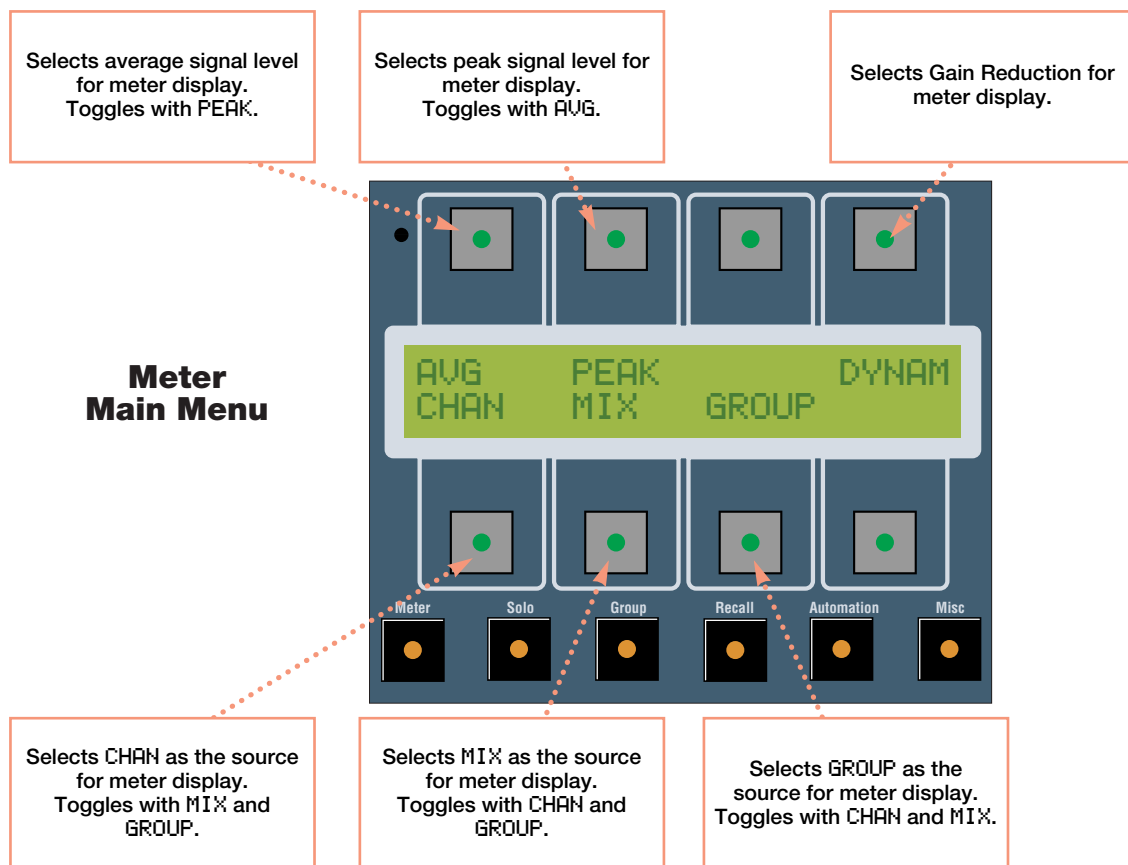 Selects average signal level
for meter display.
Toggles with PEAK.
Selects peak signal level for
meter display.
Toggles with AVG.
Selects Gain Reduction for
meter display.
Meter
Main Menu
AVG PEAK DYNAM
CHAN MIX GROUP
Meter Solo Group Recall Automation Misc
Selects CHAN as the source
for meter display.
Toggles with MIX and
GROUP.
Selects MIX as the source
for meter display.
Toggles with CHAN and
GROUP.
Selects GROUP as the
source for meter display.
Toggles with CHAN and MIX.